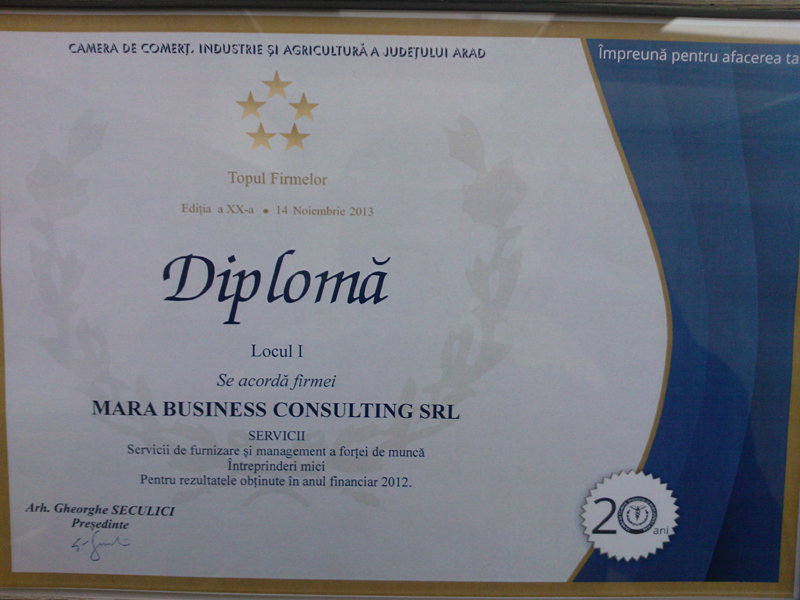 CAMERA DE COMERȚ, INDUSTRIE ȘI AGRICULTURĂ A JUDEȚULUI ARAD
Împreună pentru afacerea ta
Topul Firmelor
Ediția a XX-a • 14 Noiembrie 2013
Diplomă
Locul I
Se acordă firmei
MARA BUSINESS CONSULTING SRL
SERVICII
Servicii de furnizare și management a forței de muncă
Întreprinderi mici
Pentru rezultatele obținute în anul financiar 2012.
Arh. Gheorghe SECULICI
Președinte
20 ani